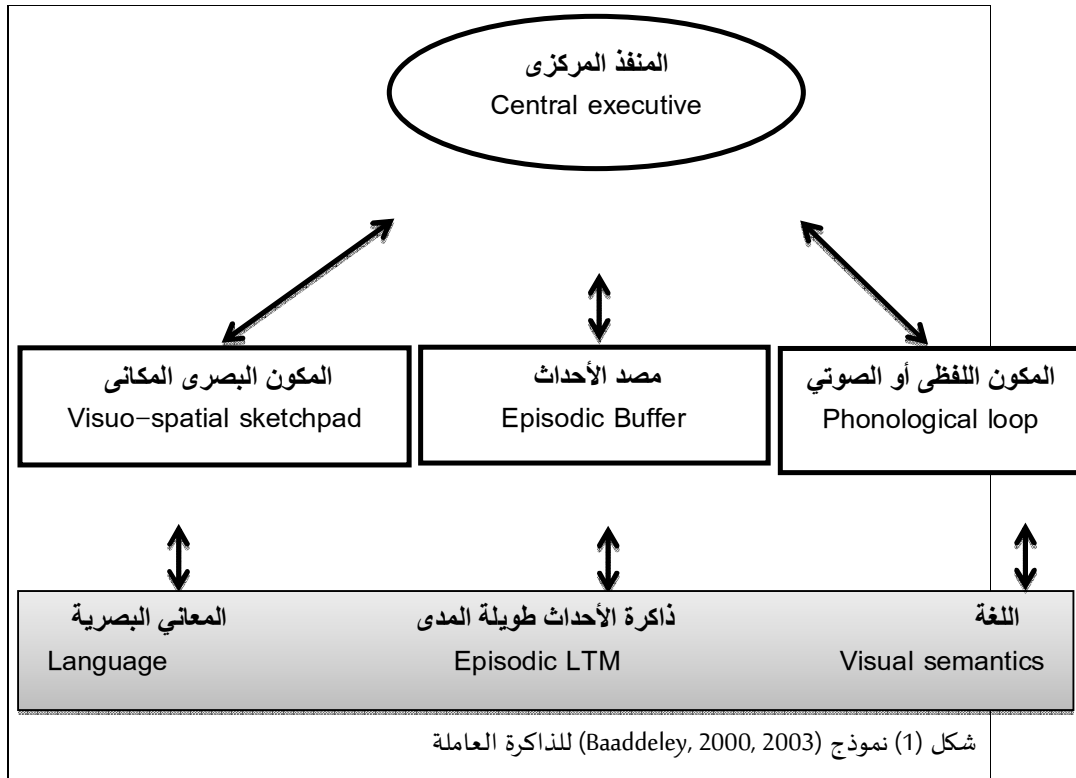 المنفذ المركزى
Central executive
المكون اللفظى أو الصوتي
Phonological loop
مصد الأحداث
Episodic Buffer
المكون البصرى المكانى
Visuo-spatial sketchpad
اللغة
Visual semantics
ذاكرة الأحداث طويلة المدى
Episodic LTM
المعاني البصرية
Language
شكل (1) نموذج (Baaddeley, 2000, 2003) للذاكرة العاملة